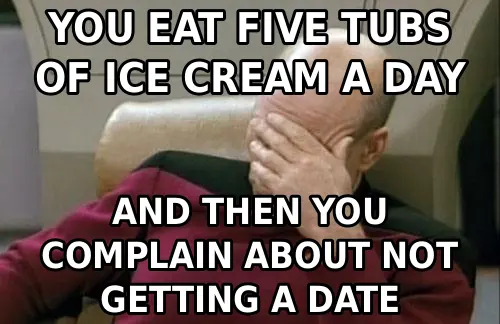 YOU EAT FIVE TUBS
OF ICE CREAM A DAY
AND THEN YOU
COMPLAIN ABOUT NOT
GETTING A DATE